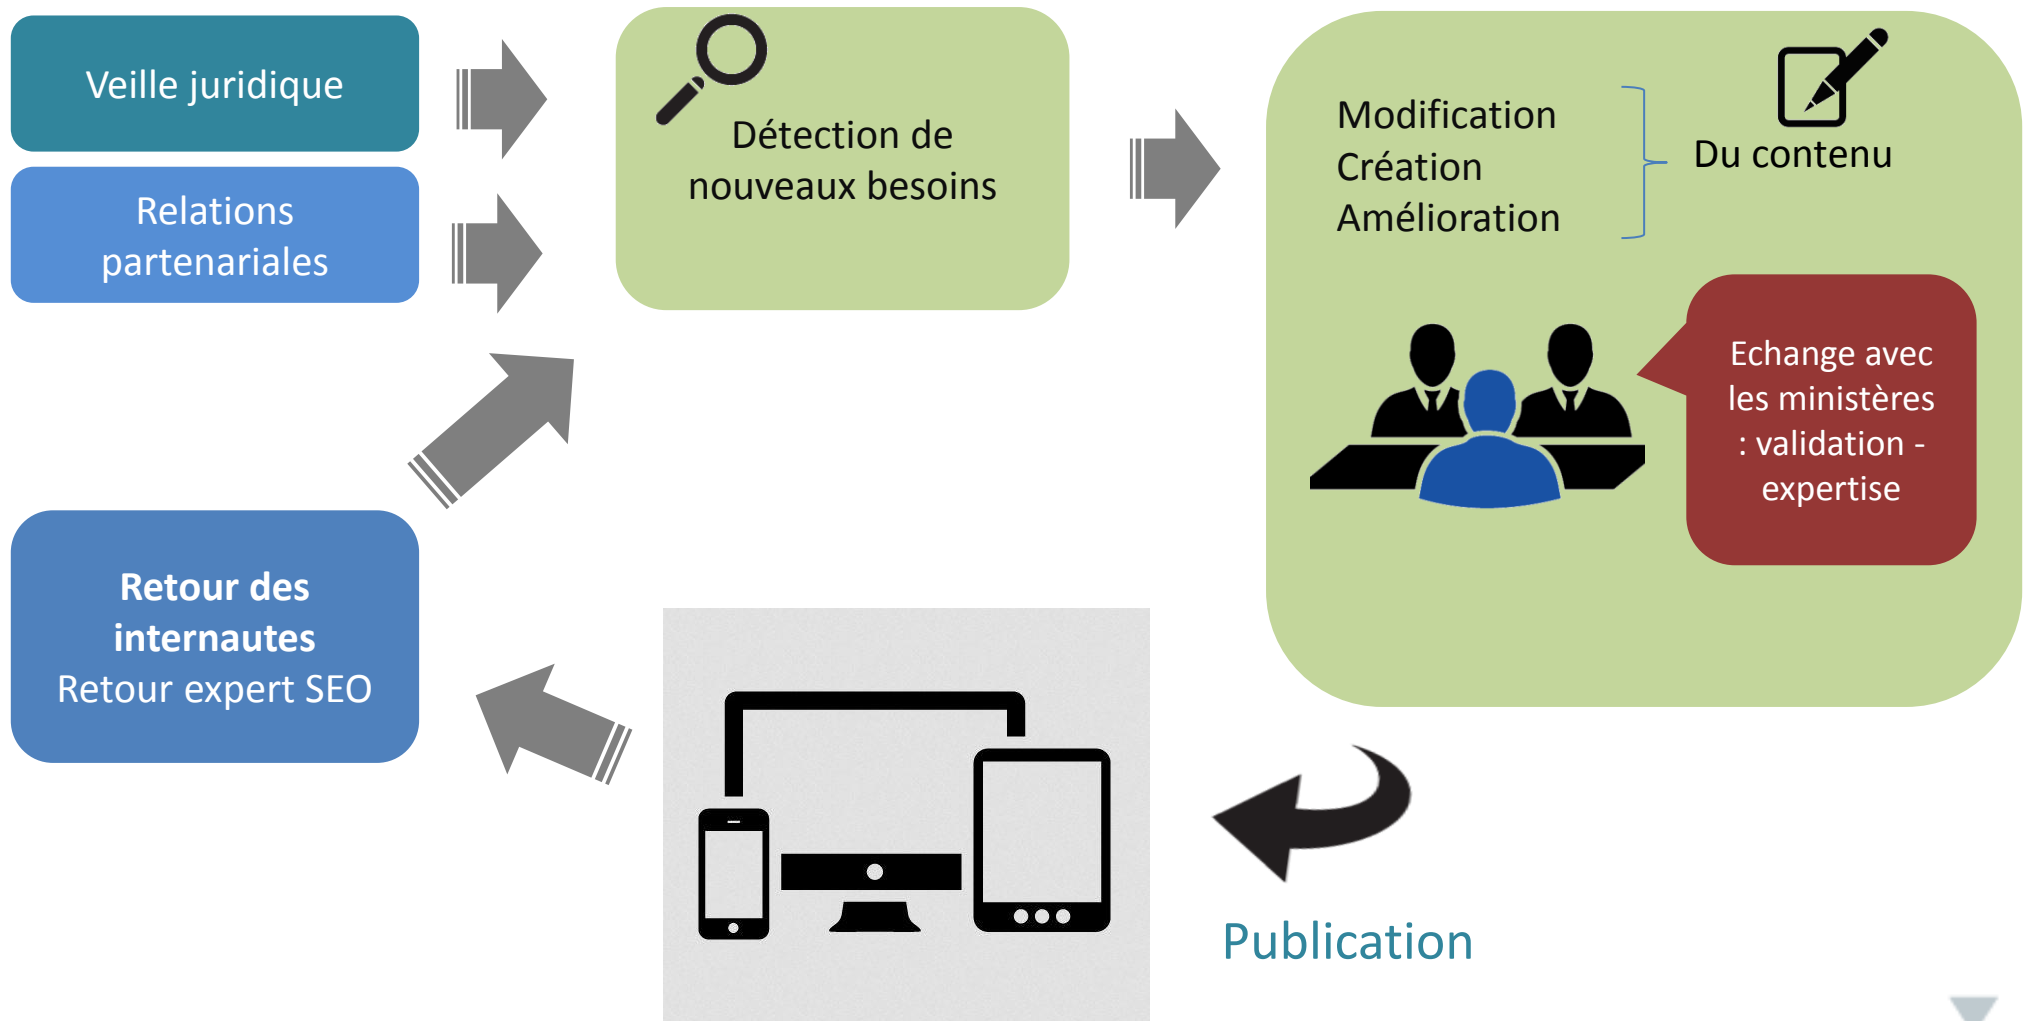 Veille juridique
Relations
partenariales
Détection de
nouveaux besoins
Modification
Création
Amélioration
Du contenu
Echange avec
les ministères
: validation -
expertise
Retour des
internautes
Retour expert SEO
Publication